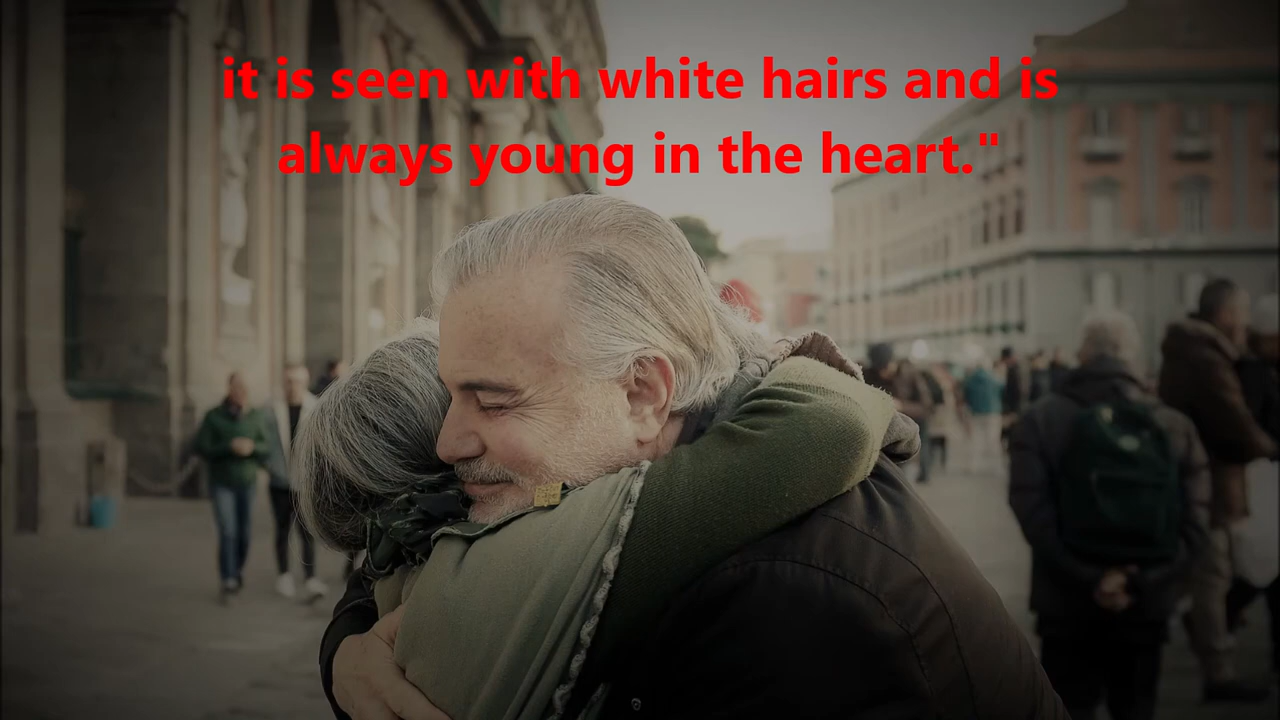 it is seen with white hairs and is
always young in the heart."